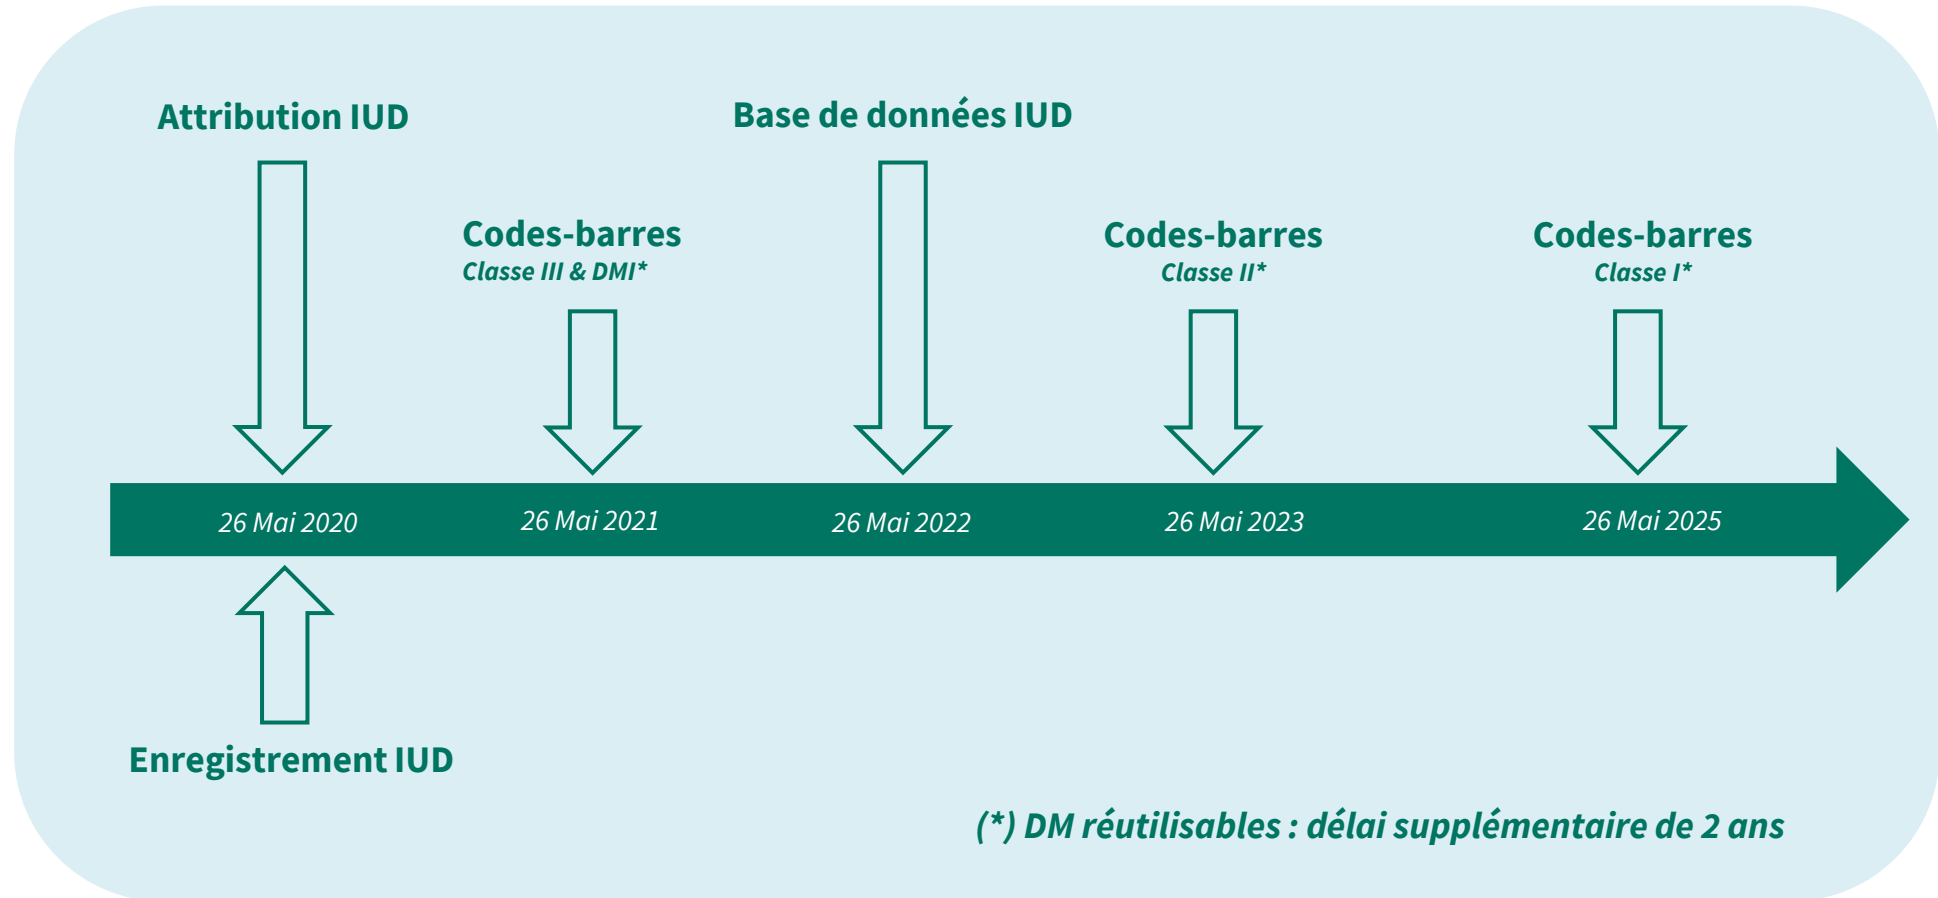 Attribution IUD
Base de données IUD
Codes-barres
Classe III & DMI*
Codes-barres
Classe II*
Codes-barres
Classe I*
26 Mai 2020
26 Mai 2021
26 Mai 2022
26 Mai 2023
26 Mai 2025
Enregistrement IUD
(*) DM réutilisables : délai supplémentaire de 2 ans